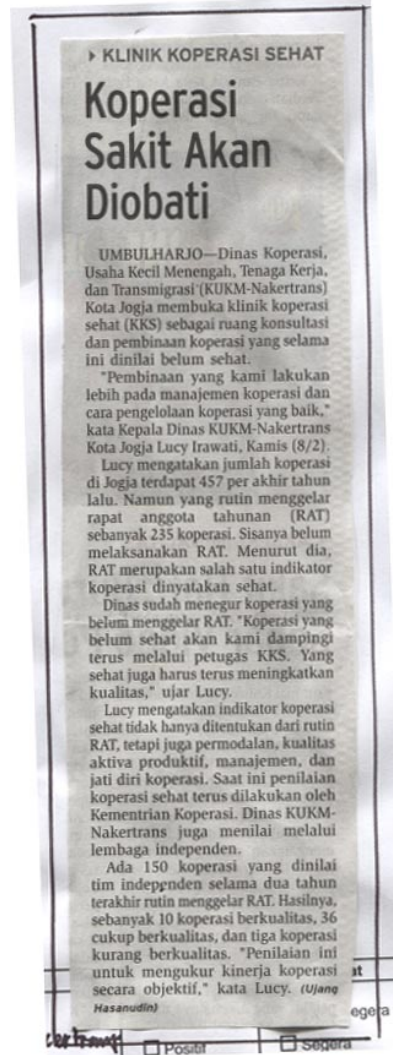 ▸ KLINIK KOPERASI SEHAT
Koperasi
Sakit Akan
Diobati
UMBULHARJO—Dinas Koperasi,
Usaha Kecil Menengah, Tenaga Kerja,
dan Transmigrasi (KUKM-Nakertrans)
Kota Jogja membuka klinik koperasi
sehat (KKS) sebagai ruang konsultasi
dan pembinaan koperasi yang selama
ini dinilai belum sehat.
"Pembinaan yang kami lakukan
lebih pada manajemen koperasi dan
cara pengelolaan koperasi yang baik,"
kata Kepala Dinas KUKM-Nakertrans
Kota Jogja Lucy Irawati, Kamis (8/2).
Lucy mengatakan jumlah koperasi
di Jogja terdapat 457 per akhir tahun
lalu. Namun yang rutin menggelar
rapat anggota tahunan (RAT)
sebanyak 235 koperasi. Sisanya belum
melaksanakan RAT. Menurut dia,
RAT merupakan salah satu indikator
koperasi dinyatakan sehat.
Dinas sudah menegur koperasi yang
belum menggelar RAT. "Koperasi yang
belum sehat akan kami dampingi
terus melalui petugas KKS. Yang
sehat juga harus terus meningkatkan
kualitas," ujar Lucy.
Lucy mengatakan indikator koperasi
sehat tidak hanya ditentukan dari rutin
RAT, tetapi juga permodalan, kualitas
aktiva produktif, manajemen, dan
jati diri koperasi. Saat ini penilaian
koperasi sehat terus dilakukan oleh
Kementrian Koperasi. Dinas KUKM-
Nakertrans juga menilai melalui
lembaga independen.
Ada 150 koperasi yang dinilai
tim independen selama dua tahun
terakhir rutin menggelar RAT. Hasilnya,
sebanyak 10 koperasi berkualitas, 36
cukup berkualitas, dan tiga koperasi
kurang berkualitas. "Penilaian ini
untuk mengukur kinerja koperasi
secara objektif," kata Lucy. (Ujang
Hasanudin)
at
egera
Positif
Segera